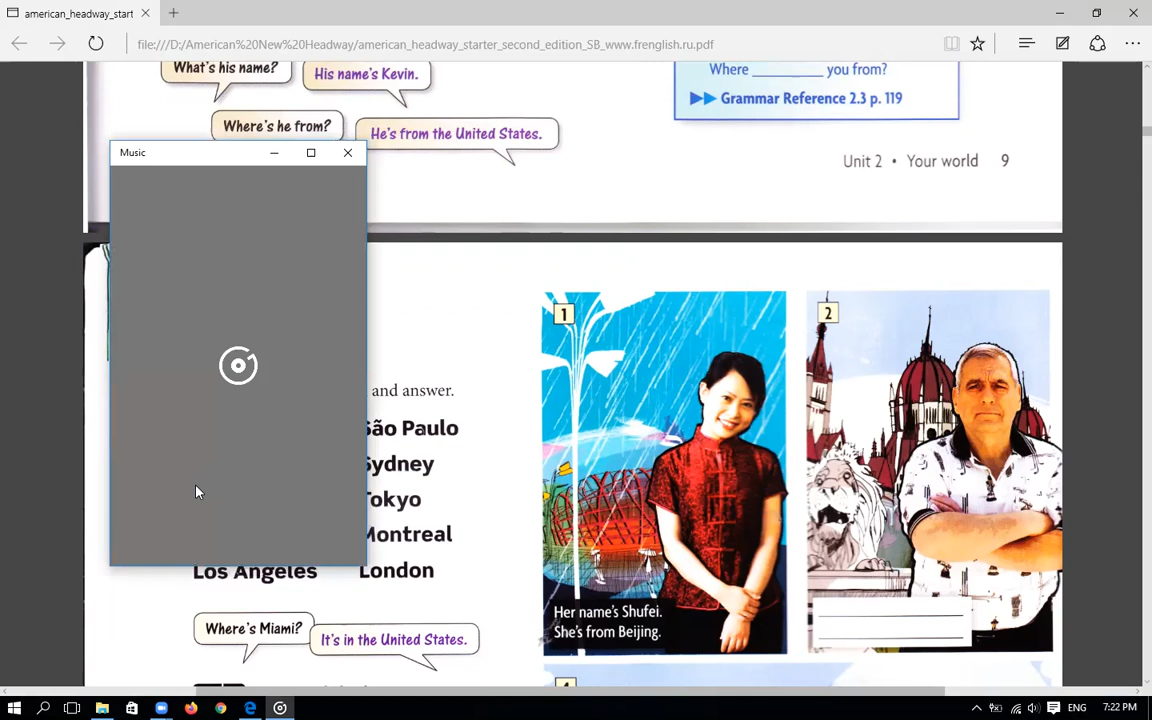 american_headway_start
file:///D:/American%20New%20Headway/american_headway_starter_second_edition_SB_www.frenglish.ru.pdf
What's his name?
His name's Kevin.
Where's he from?
He's from the United States.
Where ________ you from?
Grammar Reference 2.3 p. 119
Unit 2 • Your world 9
Music
and answer.
São Paulo
Sydney
Tokyo
Montreal
Los Angeles
London
Where's Miami?
It's in the United States.
1
Her name's Shufei.
She's from Beijing.
2
4
ENG
7:22 PM